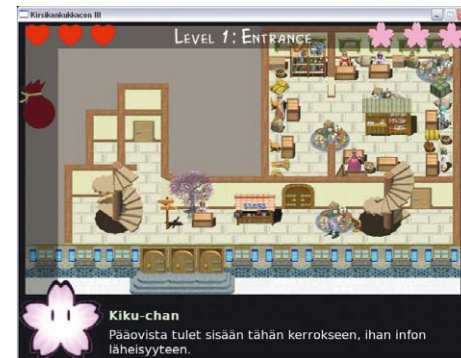 Kirsikankukkacon III
LEVEL 1: ENTRANCE
Kiku-chan
Pääovista tulet sisään tähän kerrokseen, ihan infon
läheisyyteen.